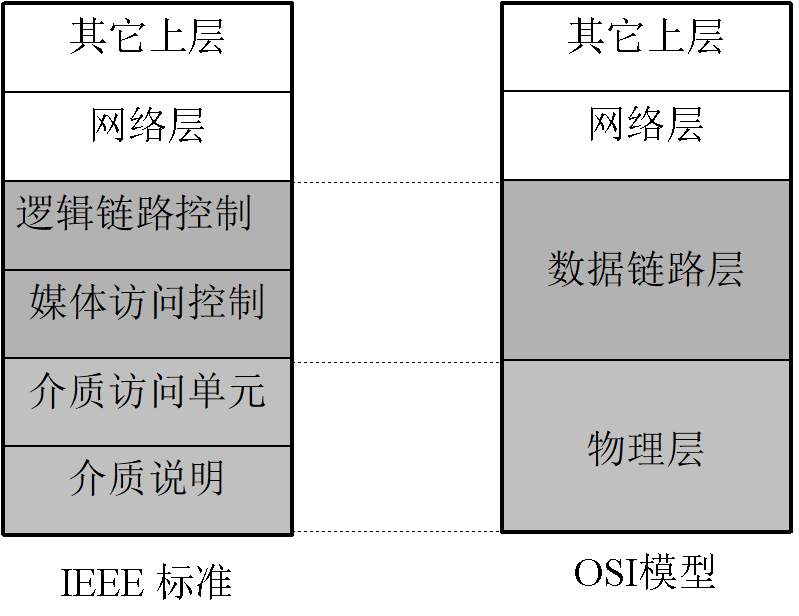 其它上层
网络层
逻辑链路控制
媒体访问控制
介质访问单元
介质说明
IEEE 标准
其它上层
网络层
数据链路层
物理层
OSI模型